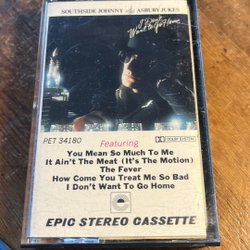 SOUTHSIDE JOHNNY & the ASBURY JUKES
I Don't
Want To Go Home
PET 34180
DOLBY SYSTEM
Featuring
You Mean So Much To Me
It Ain't The Meat (It's The Motion)
The Fever
How Come You Treat Me So Bad
I Don't Want To Go Home
EPIC STEREO CASSETTE